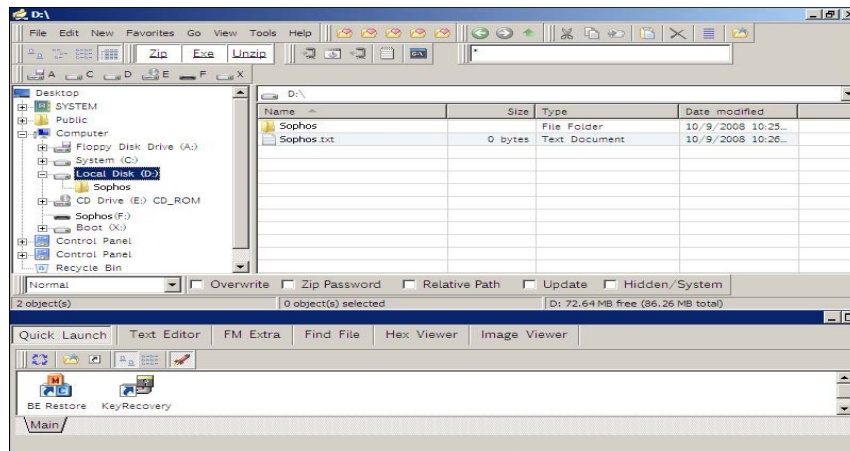 D:\
File Edit New Favorites Go View Tools Help
Zip Exe Unzip *
A C D E F X
Desktop
SYSTEM
Public
Computer
Floppy Disk Drive (A:)
System (C:)
Local Disk (D:)
Sophos
CD Drive (E:) CD_ROM
Sophos (F:)
Boot (X:)
Control Panel
Control Panel
Recycle Bin
D:\
Name Size Type Date modified
Sophos File Folder 10/9/2008 10:25...
Sophos.txt 0 bytes Text Document 10/9/2008 10:26...
Normal Overwrite Zip Password Relative Path Update Hidden/System
2 object(s) 0 object(s) selected D: 72.64 MB free (86.26 MB total)
Quick Launch Text Editor FM Extra Find File Hex Viewer Image Viewer
BE Restore KeyRecovery
Main